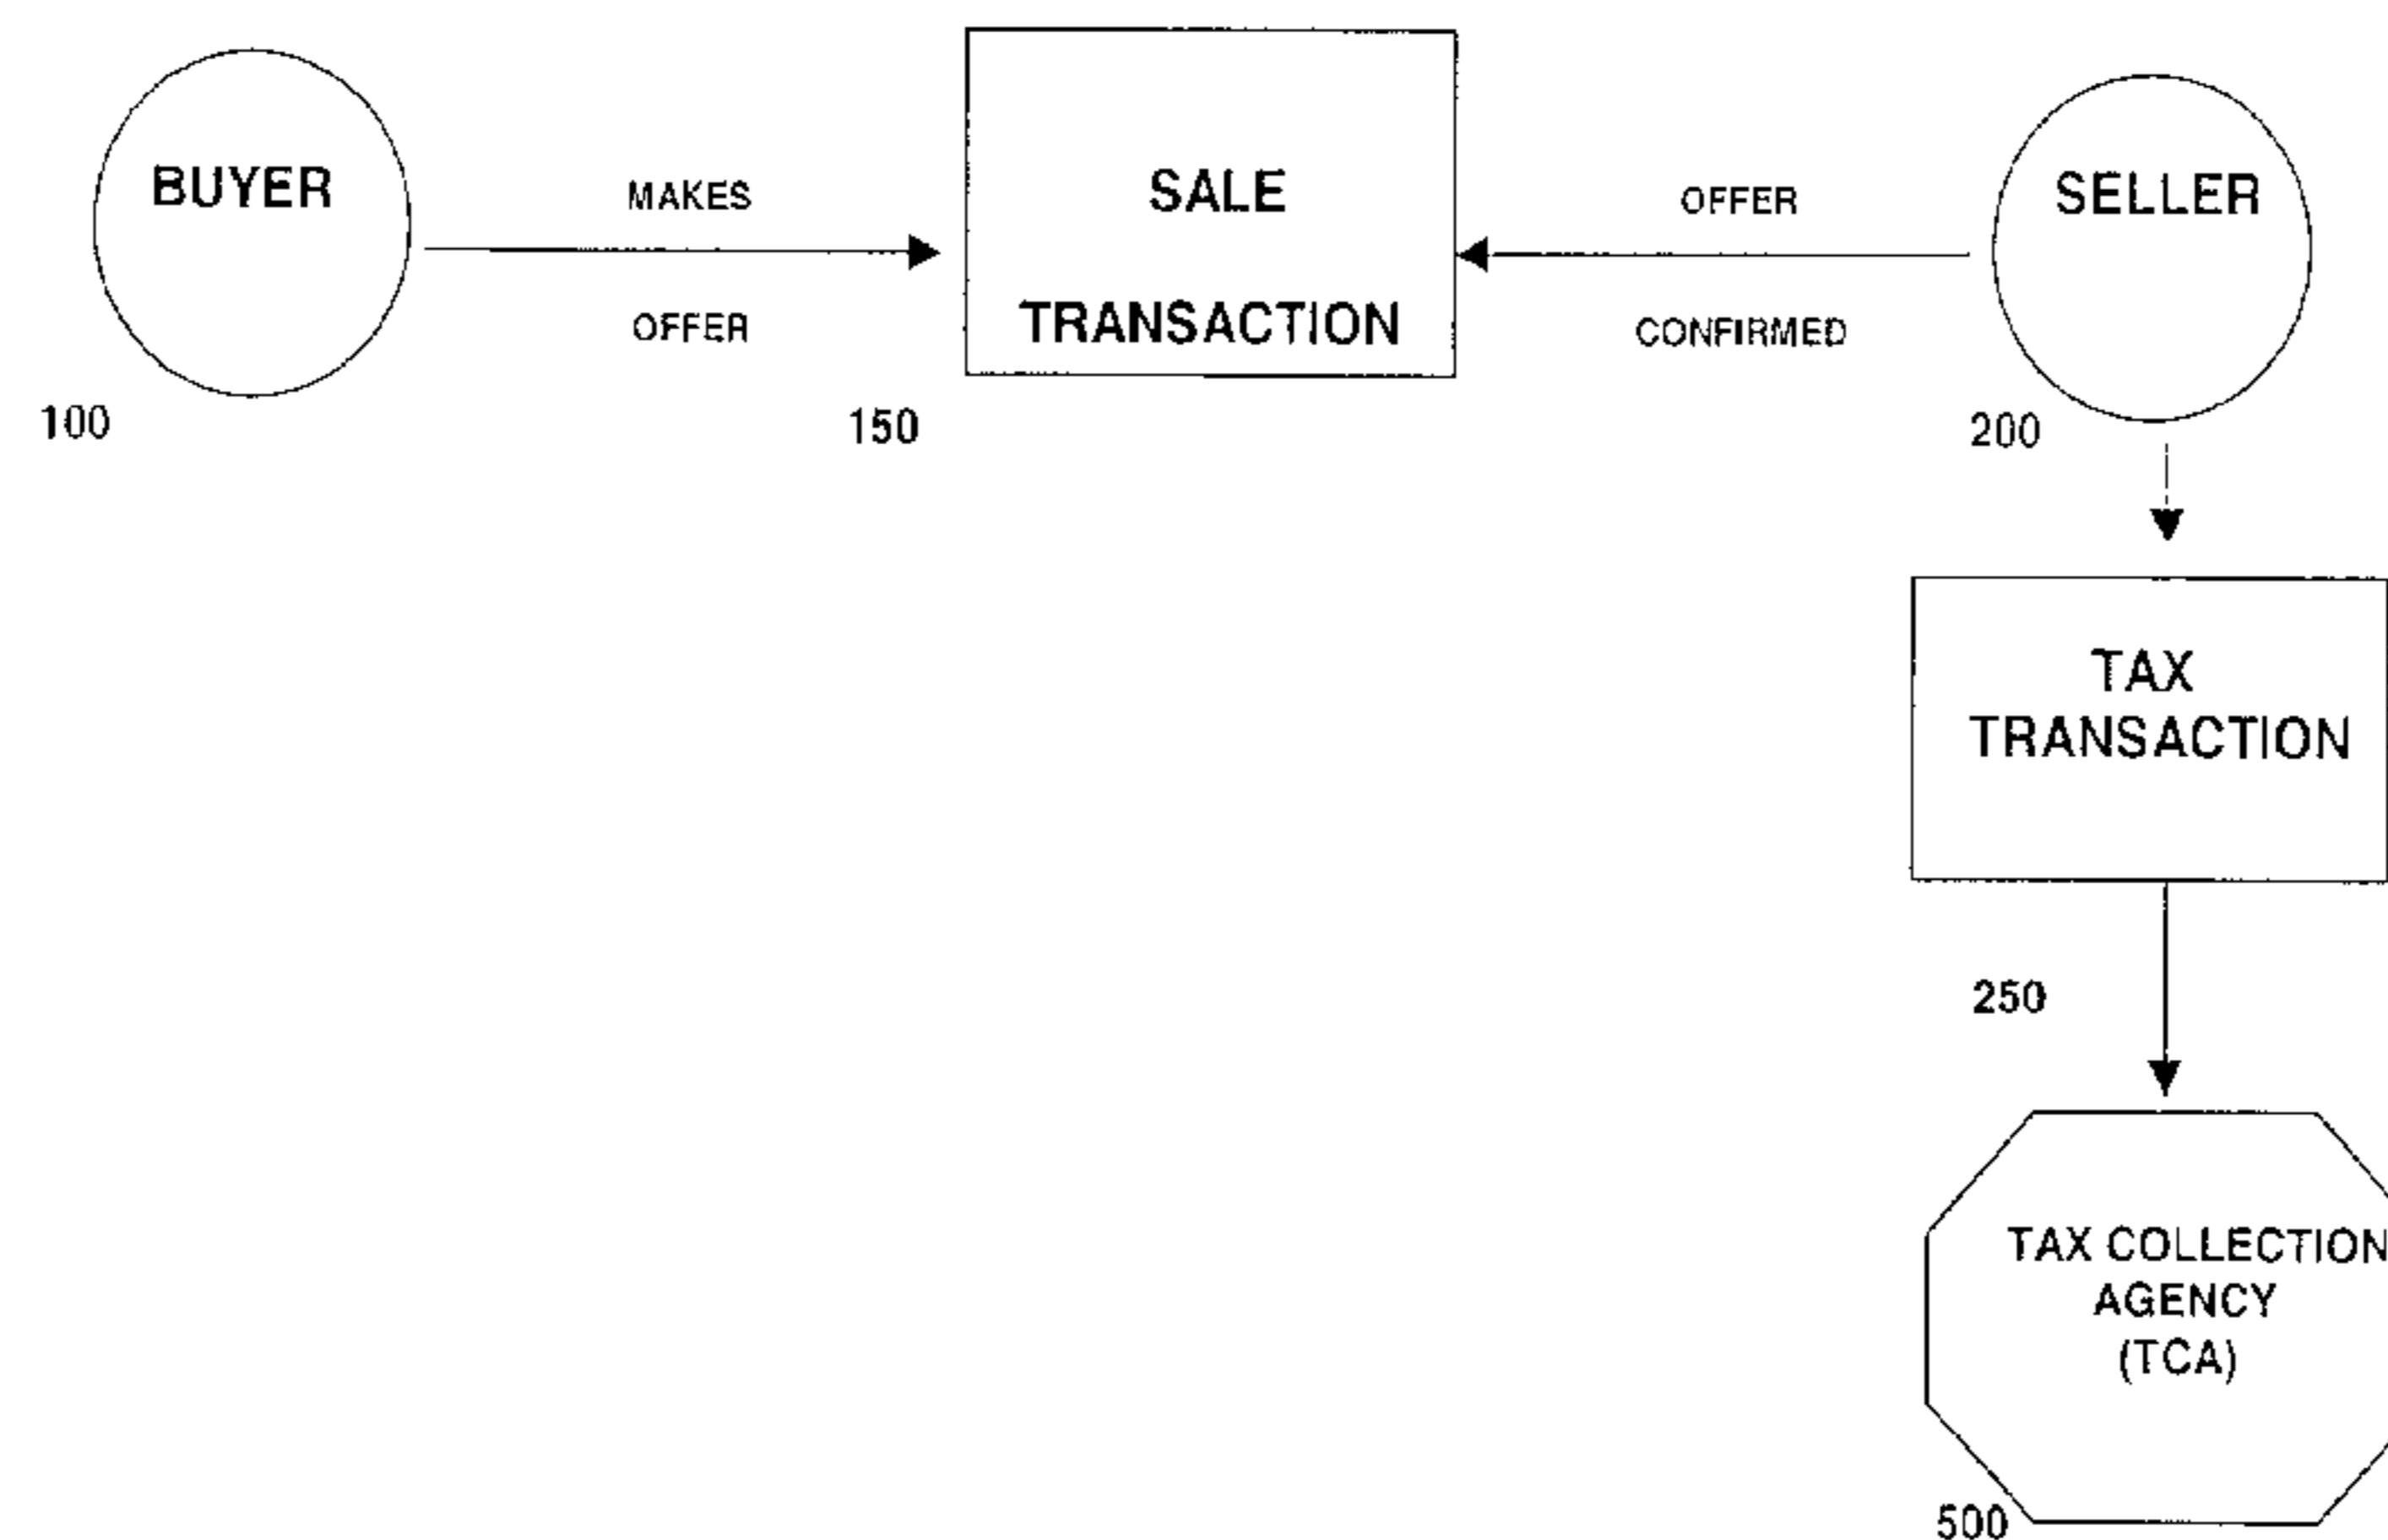 BUYER
MAKES
OFFER
100
SALE
TRANSACTION
150
OFFER
CONFIRMED
SELLER
200
TAX
TRANSACTION
250
TAX COLLECTION
AGENCY
(TCA)
500